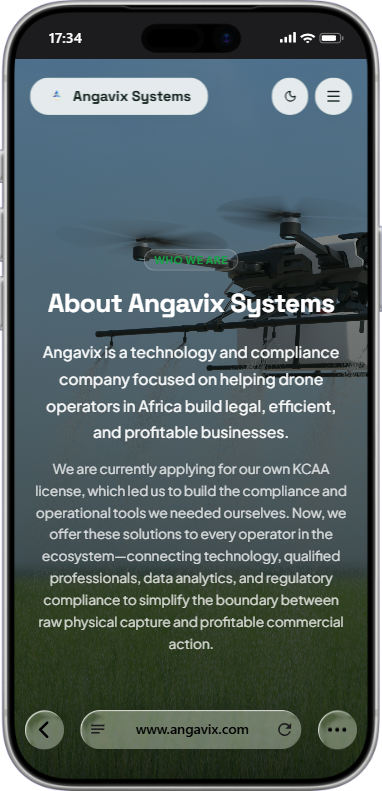 17:34
Angavix Systems
WHO WE ARE
About Angavix Systems
Angavix is a technology and compliance
company focused on helping drone
operators in Africa build legal, efficient,
and profitable businesses.
We are currently applying for our own KCAA
license, which led us to build the compliance and
operational tools we needed ourselves. Now, we
offer these solutions to every operator in the
ecosystem—connecting technology, qualified
professionals, data analytics, and regulatory
compliance to simplify the boundary between
raw physical capture and profitable commercial
action.
www.angavix.com